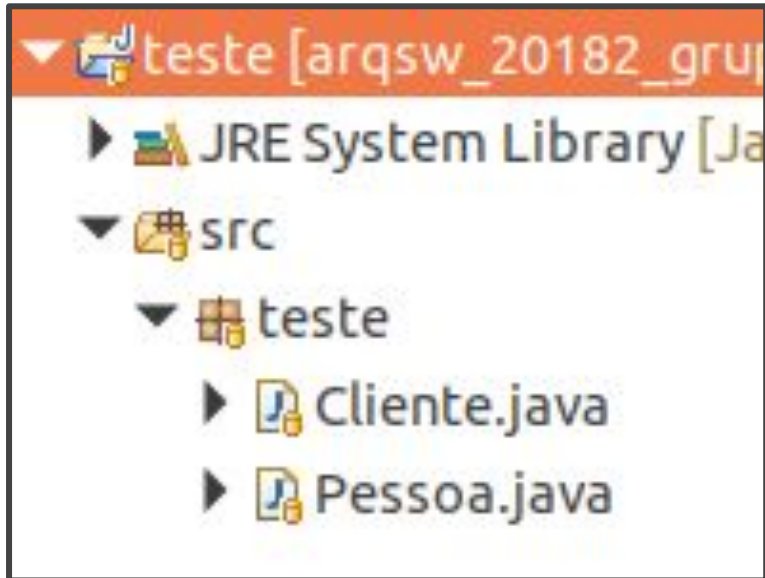 teste [arqsw_20182_gru
JRE System Library [Ja
src
teste
Cliente.java
Pessoa.java